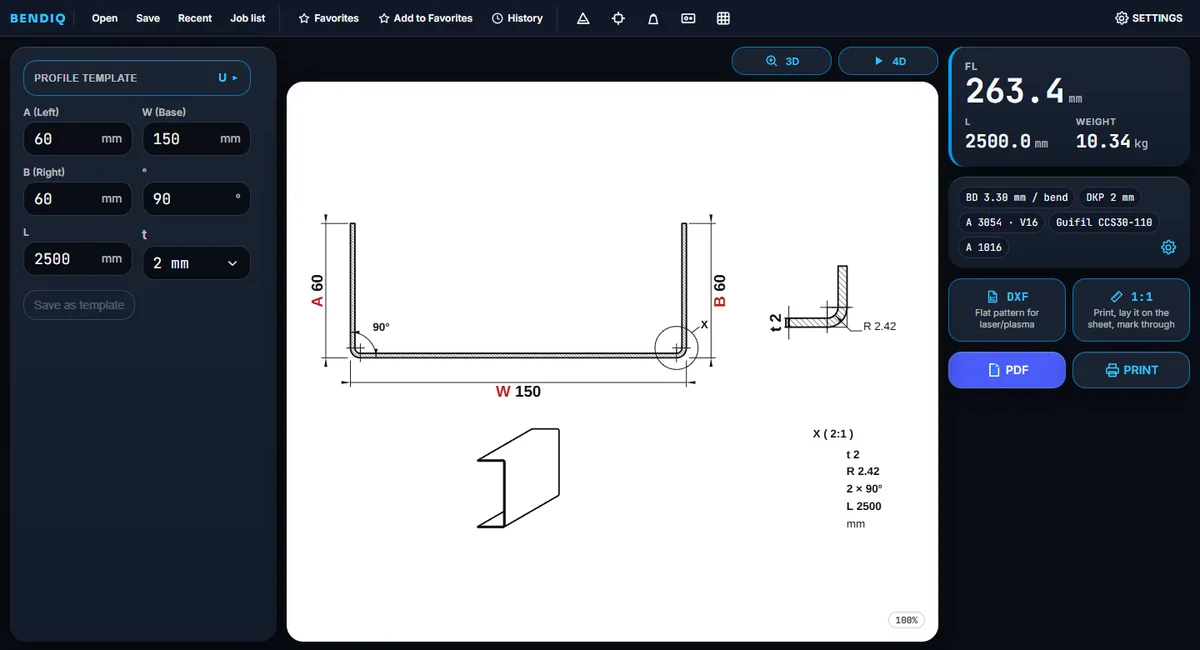 BENDIQ Open Save Recent Job list Favorites Add to Favorites History SETTINGS
PROFILE TEMPLATE U
A (Left) W (Base)
60 mm 150 mm
B (Right) °
60 mm 90 °
L t
2500 mm 2 mm
Save as template
3D 4D
A 60
90°
B 60
X
W 150
t 2
R 2.42
X ( 2:1 )
t 2
R 2.42
2 × 90°
L 2500
mm
100%
FL
263.4 mm
L WEIGHT
2500.0 mm 10.34 kg
BD 3.30 mm / bend DKP 2 mm
A 3054 · V16 Guifil CCS30-110
A 1016
DXF
Flat pattern for
laser/plasma
1:1
Print, lay it on the
sheet, mark through
PDF PRINT